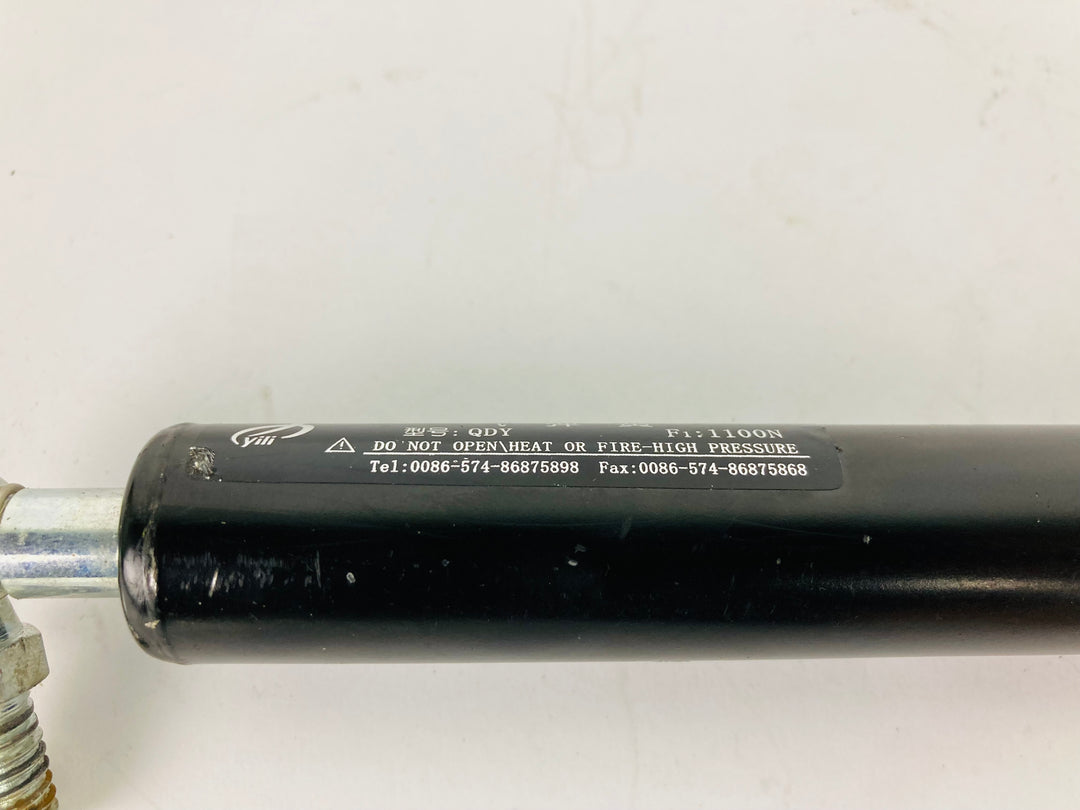 yili
型号: QDY F1:1100N
DO NOT OPEN\HEAT OR FIRE-HIGH PRESSURE
Tel:0086-574-86875898 Fax:0086-574-86875868